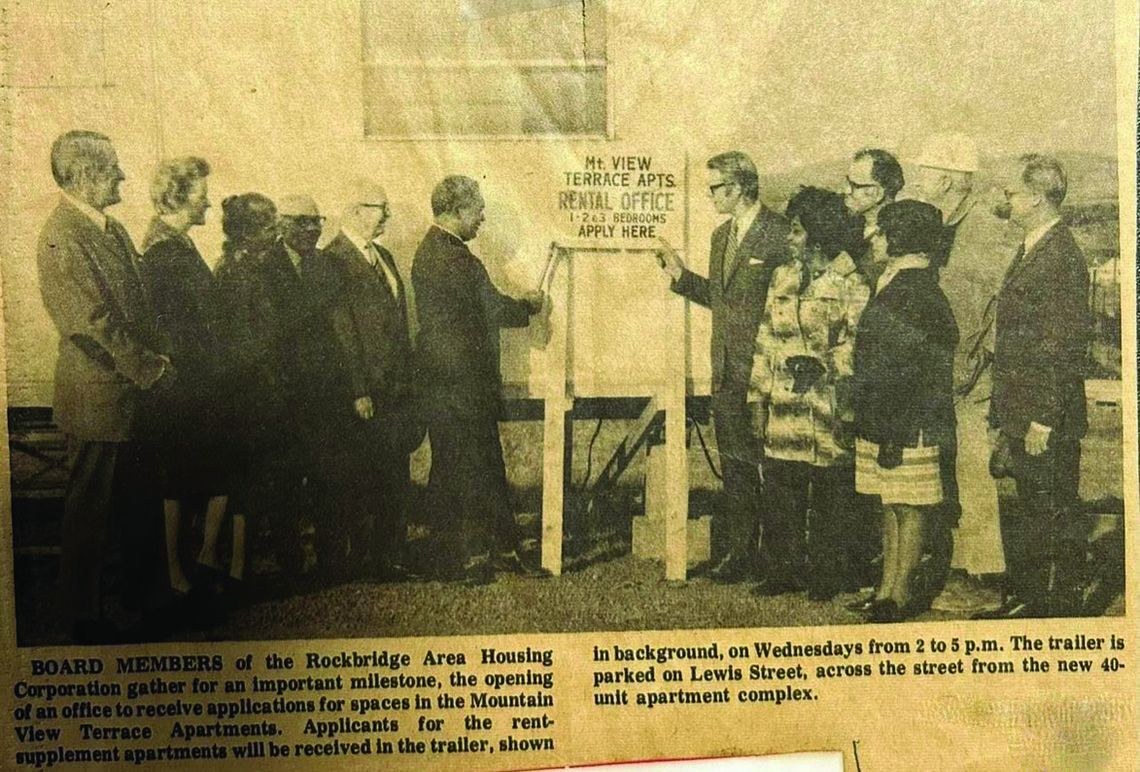 Mt. VIEW
TERRACE APTS.
RENTAL OFFICE
1-2&3 BEDROOMS
APPLY HERE
BOARD MEMBERS of the Rockbridge Area Housing
Corporation gather for an important milestone, the opening
of an office to receive applications for spaces in the Mountain
View Terrace Apartments. Applicants for the rent-
supplement apartments will be received in the trailer, shown
in background, on Wednesdays from 2 to 5 p.m. The trailer is
parked on Lewis Street, across the street from the new 40-
unit apartment complex.